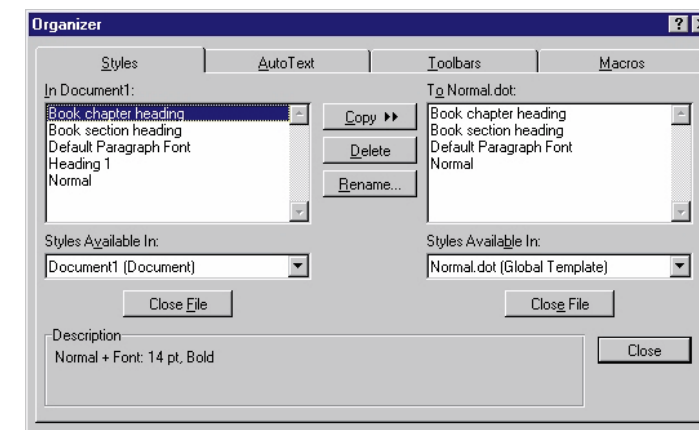 Organizer
?
Styles
AutoText
Toolbars
Macros
In Document1:
Book chapter heading
Book section heading
Default Paragraph Font
Heading 1
Normal
Copy
Delete
Rename...
To Normal.dot:
Book chapter heading
Book section heading
Default Paragraph Font
Normal
Styles Available In:
Document1 (Document)
Close File
Styles Available In:
Normal.dot (Global Template)
Close File
Description
Normal + Font: 14 pt, Bold
Close